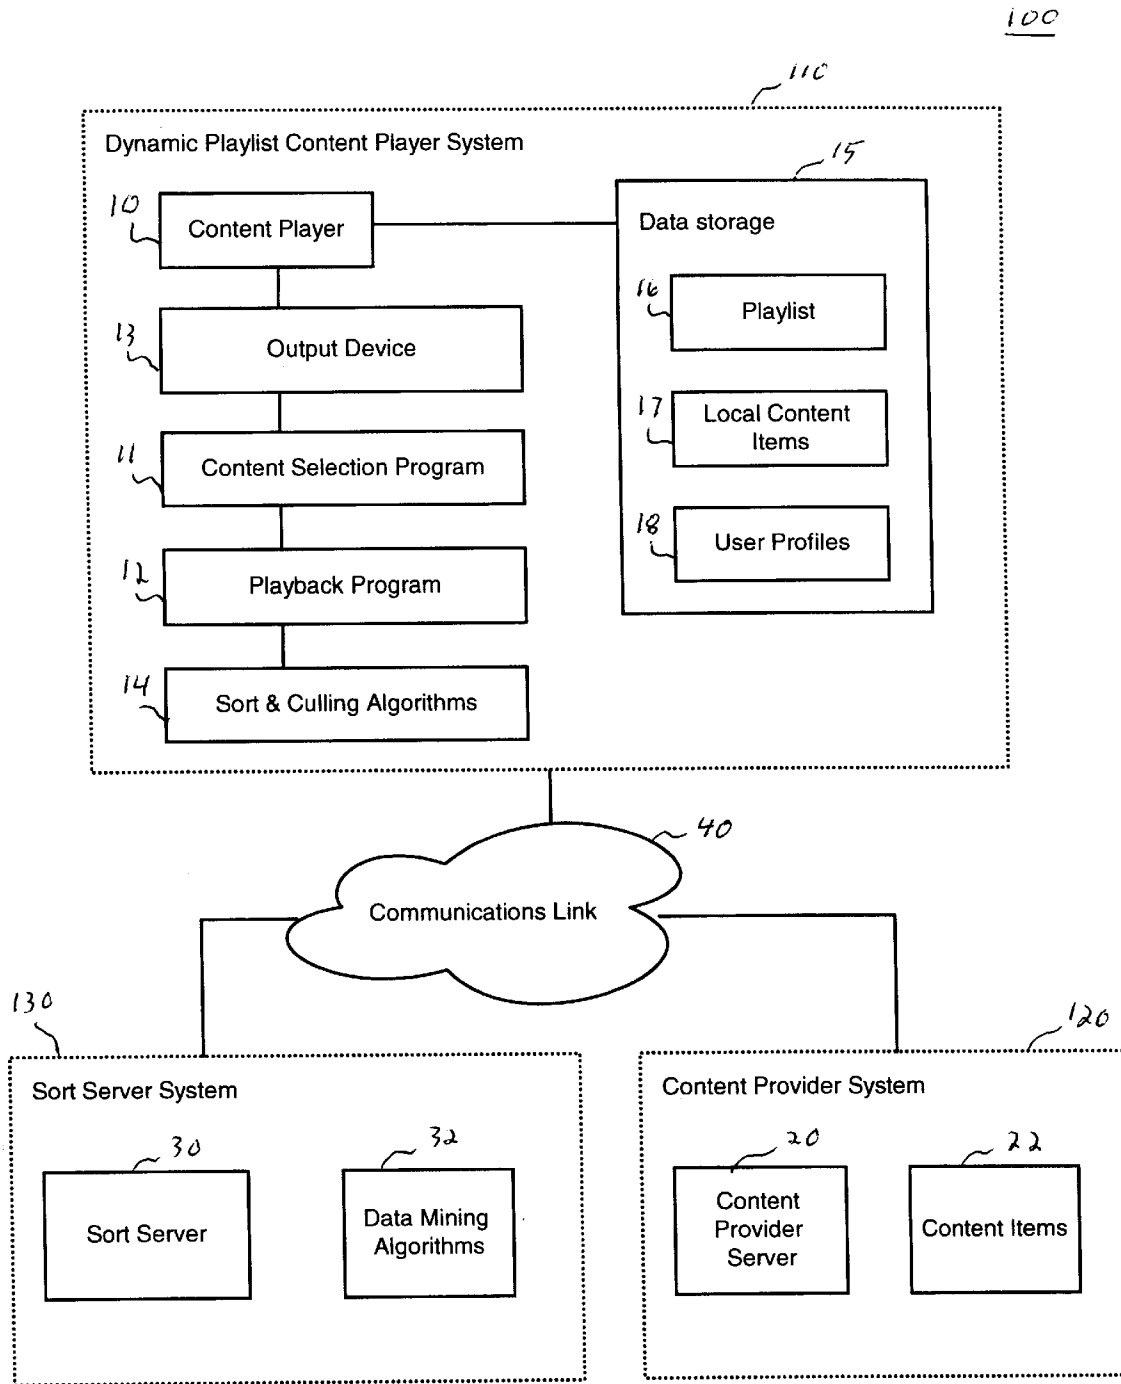 100
110
Dynamic Playlist Content Player System
15
10
Content Player
Data storage
16
Playlist
13
Output Device
17
Local Content
Items
11
Content Selection Program
18
User Profiles
12
Playback Program
14
Sort & Culling Algorithms
40
Communications Link
130
120
Sort Server System
Content Provider System
30
32
20
22
Sort Server
Data Mining
Algorithms
Content
Provider
Server
Content Items